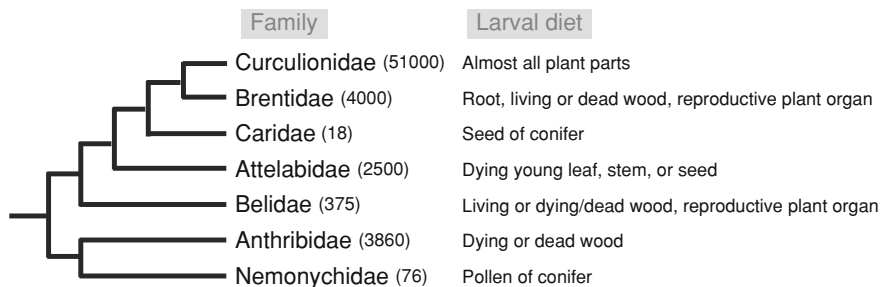 Family Larval diet
Curculionidae (51000) Almost all plant parts
Brentidae (4000) Root, living or dead wood, reproductive plant organ
Caridae (18) Seed of conifer
Attelabidae (2500) Dying young leaf, stem, or seed
Belidae (375) Living or dying/dead wood, reproductive plant organ
Anthribidae (3860) Dying or dead wood
Nemonychidae (76) Pollen of conifer